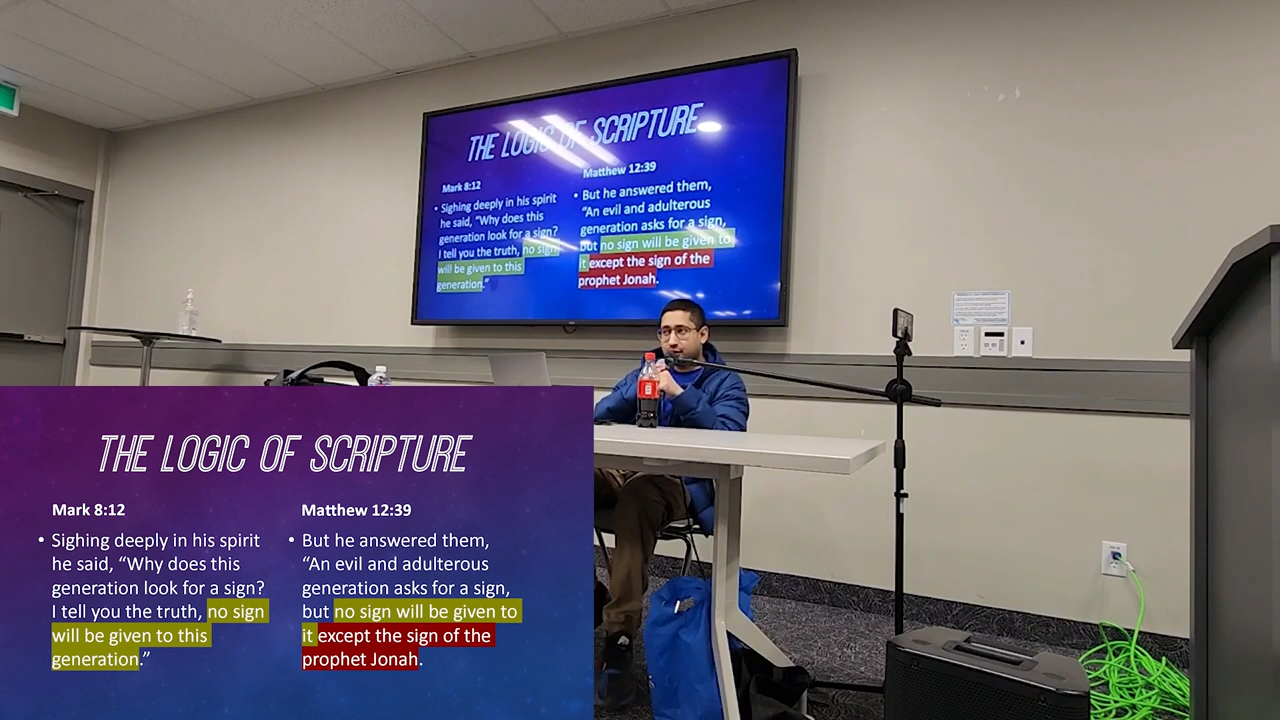 THE LOGIC OF SCRIPTURE
Mark 8:12
• Sighing deeply in his spirit
he said, “Why does this
generation look for a sign?
I tell you the truth, no sign
will be given to this
generation.”
Matthew 12:39
• But he answered them,
“An evil and adulterous
generation asks for a sign,
but no sign will be given to
it except the sign of the
prophet Jonah.
THE LOGIC OF SCRIPTURE
Mark 8:12
• Sighing deeply in his spirit
he said, “Why does this
generation look for a sign?
I tell you the truth, no sign
will be given to this
generation.”
Matthew 12:39
• But he answered them,
“An evil and adulterous
generation asks for a sign,
but no sign will be given to
it except the sign of the
prophet Jonah.